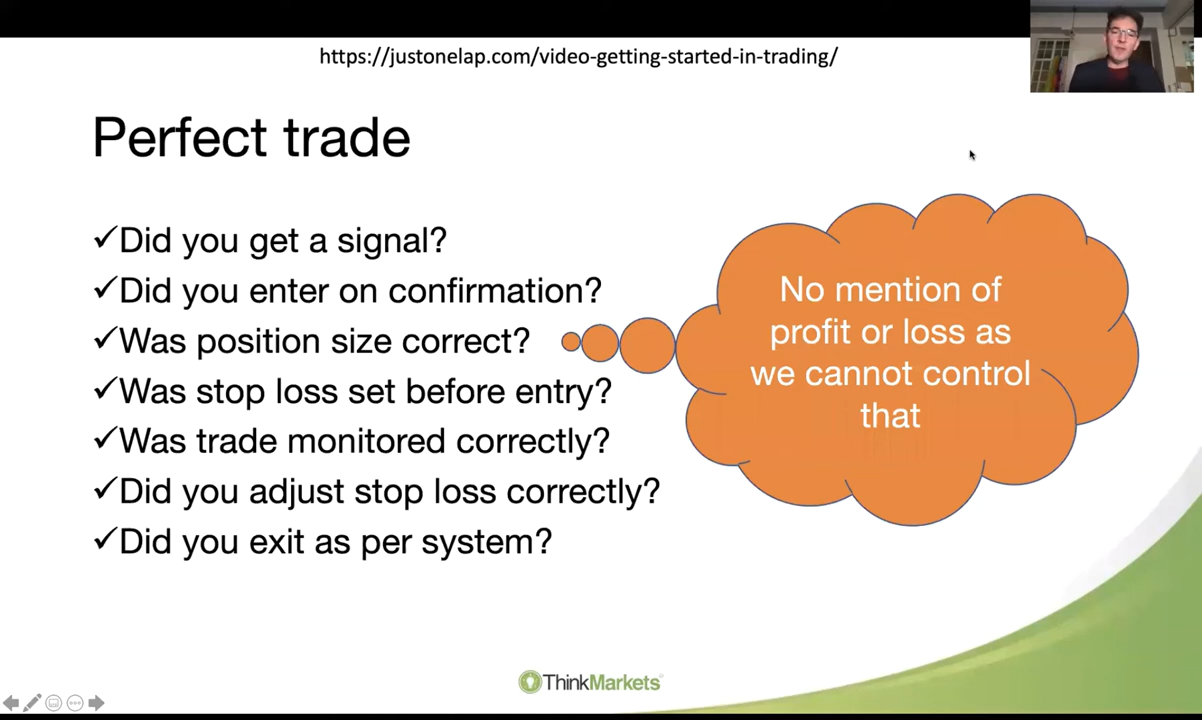 https://justonelap.com/video-getting-started-in-trading/
Perfect trade
✓Did you get a signal?
✓Did you enter on confirmation?
✓Was position size correct?
✓Was stop loss set before entry?
✓Was trade monitored correctly?
✓Did you adjust stop loss correctly?
✓Did you exit as per system?
No mention of
profit or loss as
we cannot control
that
ThinkMarkets